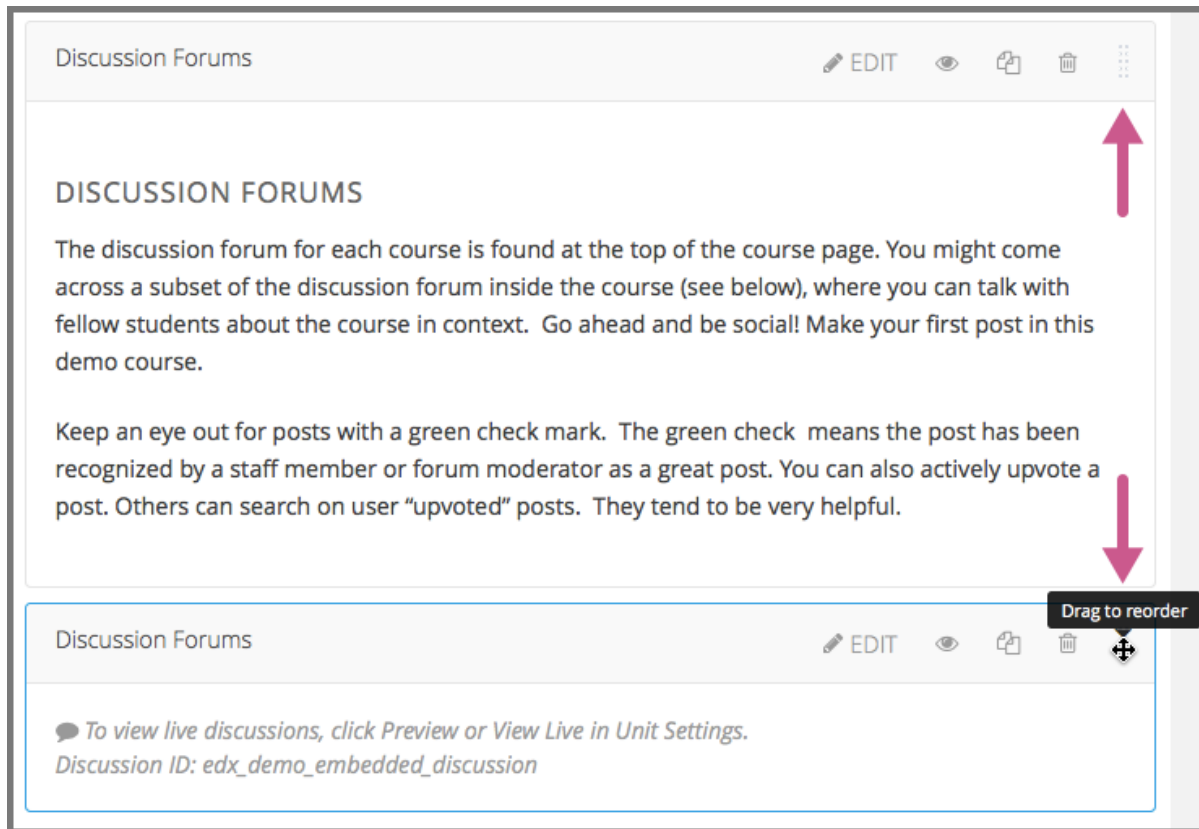 Discussion Forums
EDIT
DISCUSSION FORUMS
The discussion forum for each course is found at the top of the course page. You might come
across a subset of the discussion forum inside the course (see below), where you can talk with
fellow students about the course in context.  Go ahead and be social! Make your first post in this
demo course.
Keep an eye out for posts with a green check mark.  The green check  means the post has been
recognized by a staff member or forum moderator as a great post. You can also actively upvote a
post. Others can search on user “upvoted” posts.  They tend to be very helpful.
Drag to reorder
Discussion Forums
EDIT
To view live discussions, click Preview or View Live in Unit Settings.
Discussion ID: edx_demo_embedded_discussion